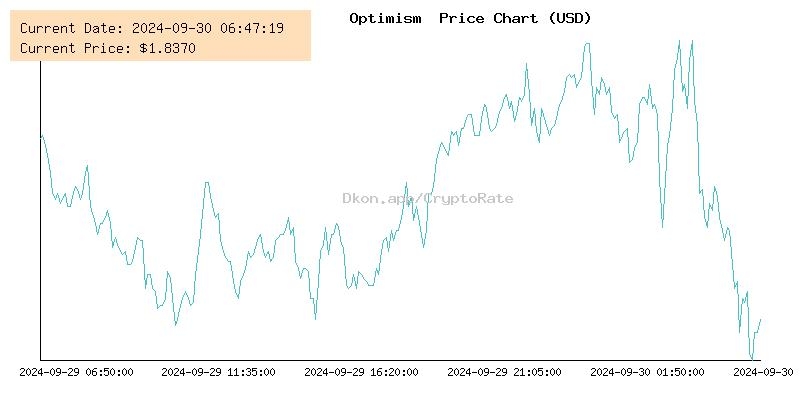 Optimism  Price Chart (USD)
Current Date: 2024-09-30 06:47:19
Current Price: $1.8370
Dkon.app/CryptoRate
2024-09-29 06:50:00 2024-09-29 11:35:00 2024-09-29 16:20:00 2024-09-29 21:05:00 2024-09-30 01:50:00 2024-09-30